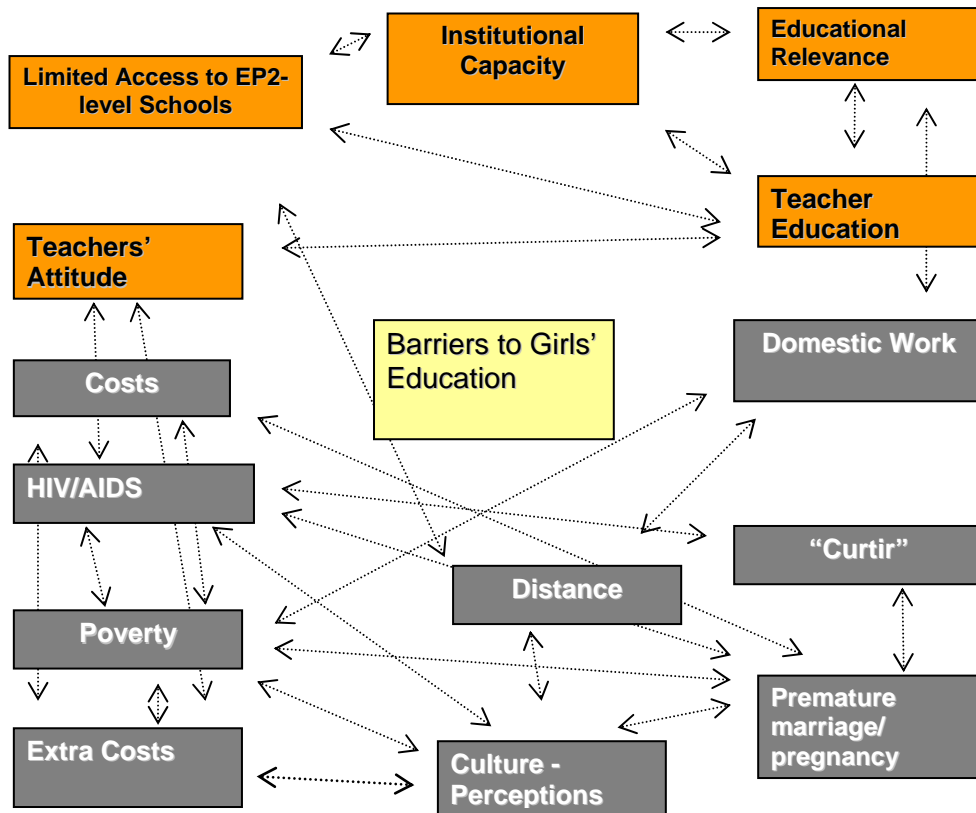 Limited Access to EP2-
level Schools
Institutional
Capacity
Educational
Relevance
Teacher
Education
Teachers’
Attitude
Barriers to Girls’
Education
Domestic Work
Costs
HIV/AIDS
“Curtir”
Distance
Poverty
Premature
marriage/
pregnancy
Extra Costs
Culture -
Perceptions